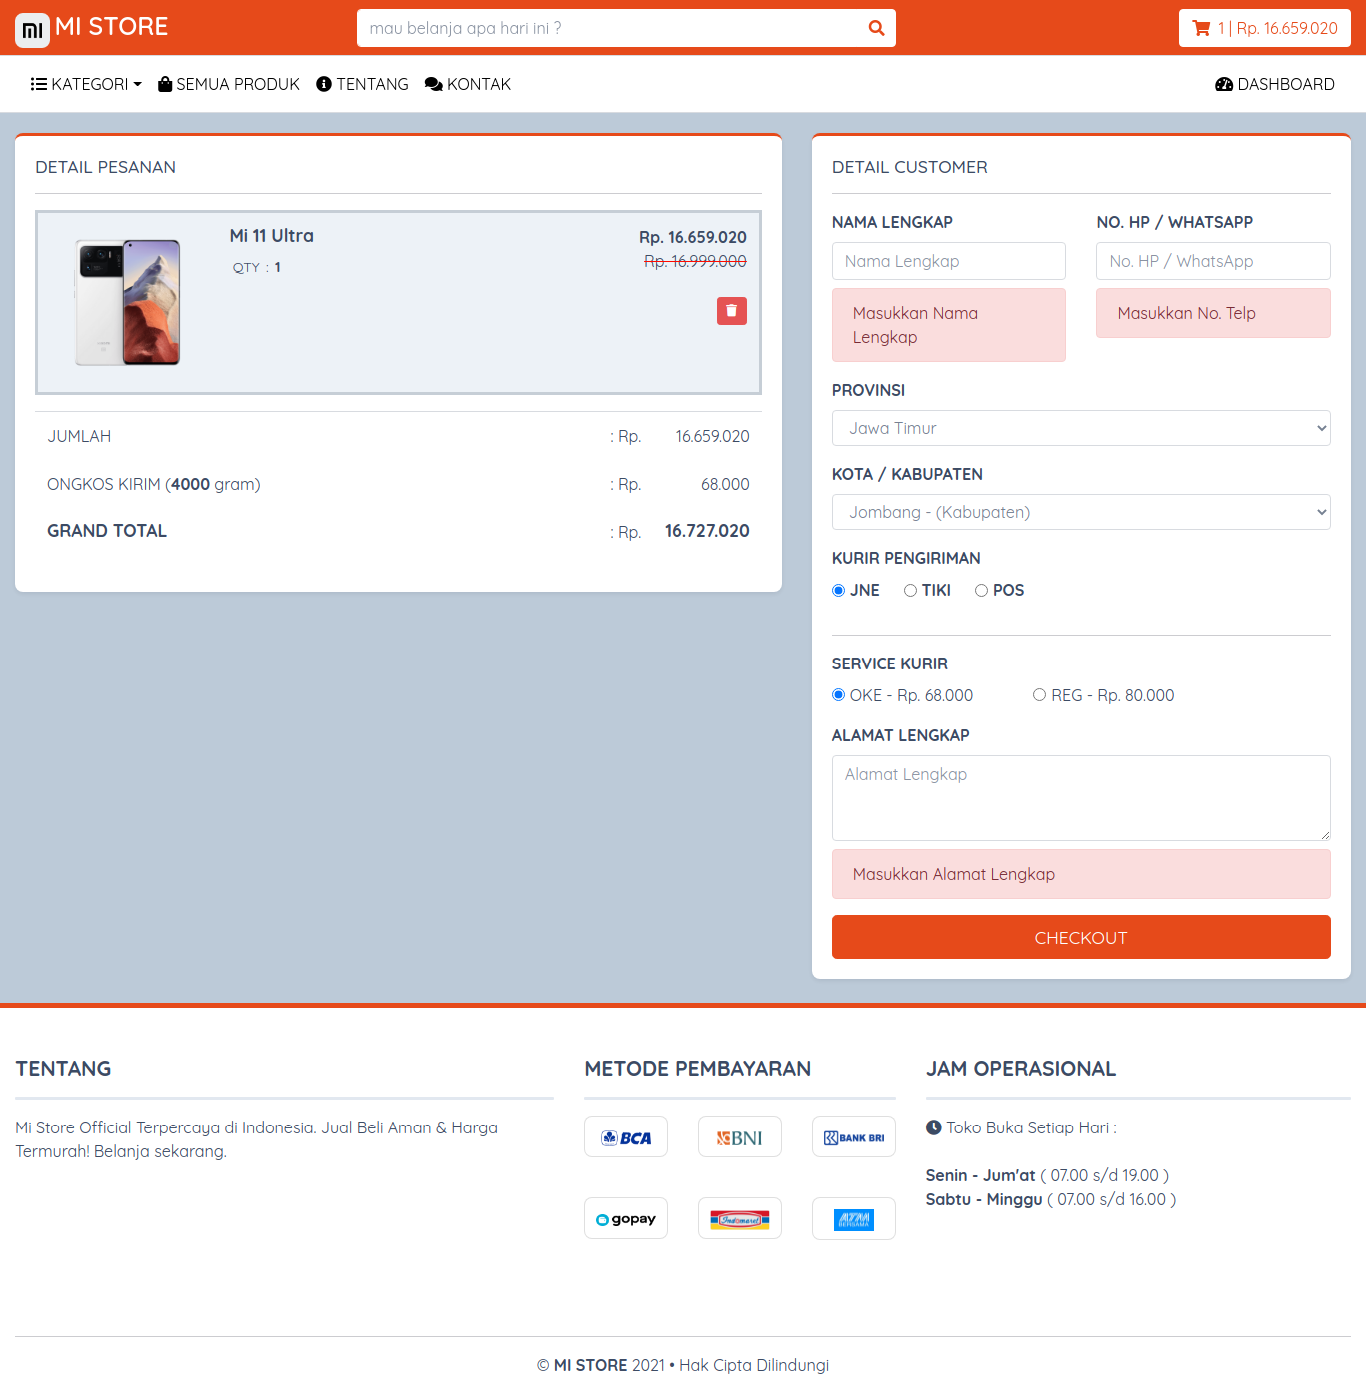 MI STORE
mau belanja apa hari ini ?
1 | Rp. 16.659.020
KATEGORI
SEMUA PRODUK
TENTANG
KONTAK
DASHBOARD
DETAIL PESANAN
Mi 11 Ultra
QTY : 1
Rp. 16.659.020
Rp. 16.999.000
JUMLAH : Rp. 16.659.020
ONGKOS KIRIM (4000 gram) : Rp. 68.000
GRAND TOTAL : Rp. 16.727.020
DETAIL CUSTOMER
NAMA LENGKAP
Nama Lengkap
Masukkan Nama
Lengkap
NO. HP / WHATSAPP
No. HP / WhatsApp
Masukkan No. Telp
PROVINSI
Jawa Timur
KOTA / KABUPATEN
Jombang - (Kabupaten)
KURIR PENGIRIMAN
JNE TIKI POS
SERVICE KURIR
OKE - Rp. 68.000 REG - Rp. 80.000
ALAMAT LENGKAP
Alamat Lengkap
Masukkan Alamat Lengkap
CHECKOUT
TENTANG
Mi Store Official Terpercaya di Indonesia. Jual Beli Aman & Harga
Termurah! Belanja sekarang.
METODE PEMBAYARAN
BCA
BNI
BANK BRI
gopay
Indomaret
ATM
BERSAMA
JAM OPERASIONAL
Toko Buka Setiap Hari :
Senin - Jum'at ( 07.00 s/d 19.00 )
Sabtu - Minggu ( 07.00 s/d 16.00 )
© MI STORE 2021 • Hak Cipta Dilindungi